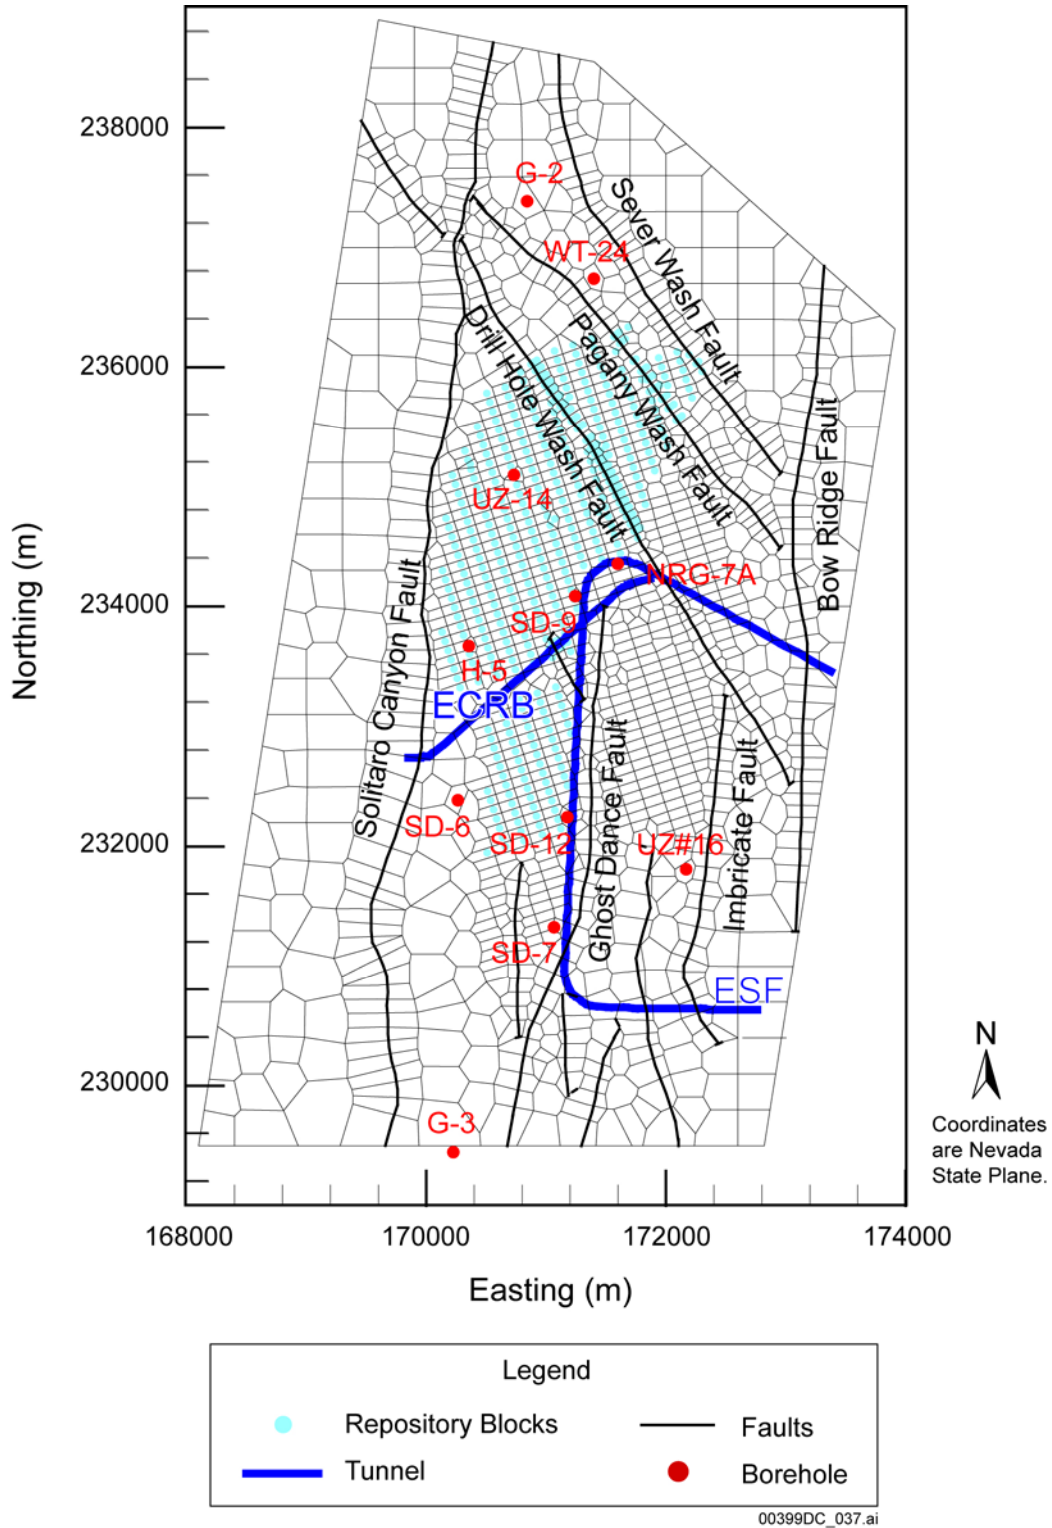 238000
236000
234000
232000
230000
Northing (m)
G-2
WT-24
Sever Wash Fault
Pagany Wash Fault
Drill Hole Wash Fault
Bow Ridge Fault
UZ-14
NRG-7A
SD-9
H-5
ECRB
Solitaro Canyon Fault
SD-6
SD-12
UZ#16
Ghost Dance Fault
Imbricate Fault
SD-7
ESF
G-3
N
Coordinates
are Nevada
State Plane.
168000 170000 172000 174000
Easting (m)
Legend
Repository Blocks Faults
Tunnel Borehole
00399DC_037.ai